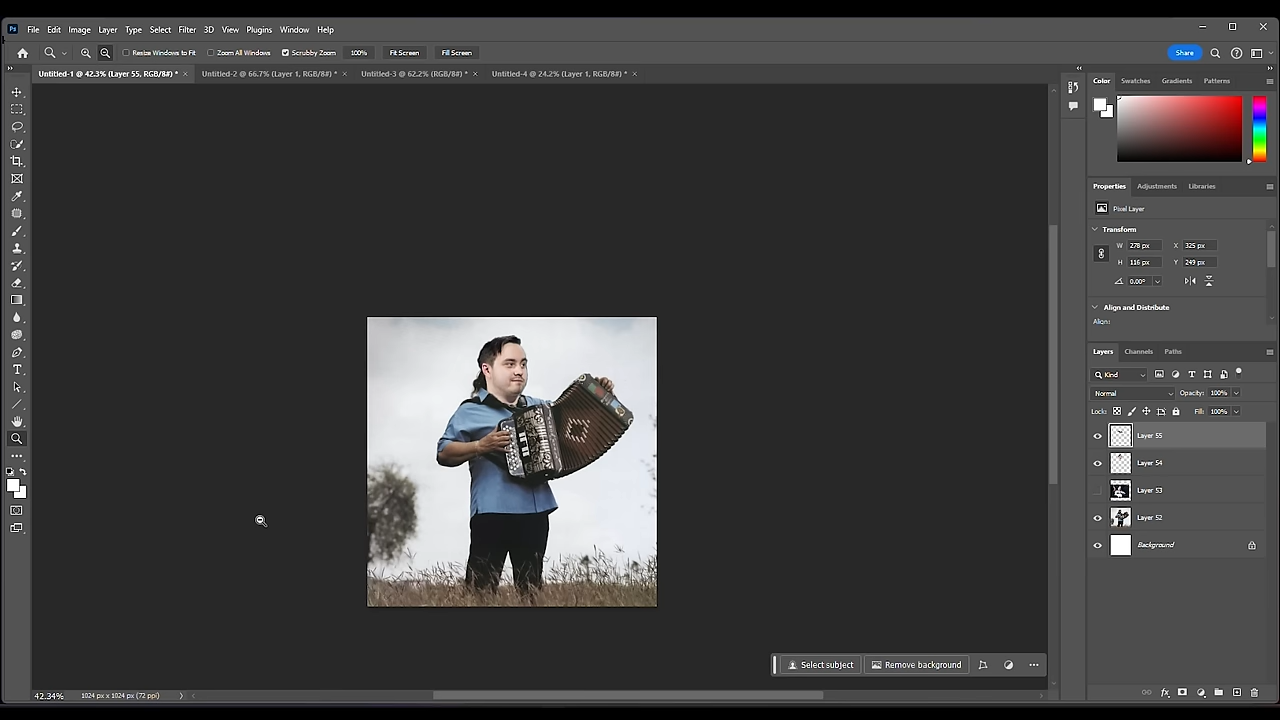 Ps File Edit Image Layer Type Select Filter 3D View Plugins Window Help
Resize Windows to Fit Zoom All Windows Scrubby Zoom 100% Fit Screen Fill Screen Share
Untitled-1 @ 42.3% (Layer 55, RGB/8#) * × Untitled-2 @ 66.7% (Layer 1, RGB/8#) * × Untitled-3 @ 62.2% (RGB/8#) * × Untitled-4 @ 24.2% (Layer 1, RGB/8#) * ×
Color Swatches Gradients Patterns
Properties Adjustments Libraries
Pixel Layer
Transform
W 278 px X 325 px
H 116 px Y 249 px
0.00°
Align and Distribute
Align:
Layers Channels Paths
Kind
Normal Opacity: 100%
Lock: Fill: 100%
Layer 55
Layer 54
Layer 53
Layer 52
Background
Select subject Remove background
42.34% 1024 px x 1024 px (72 ppi)